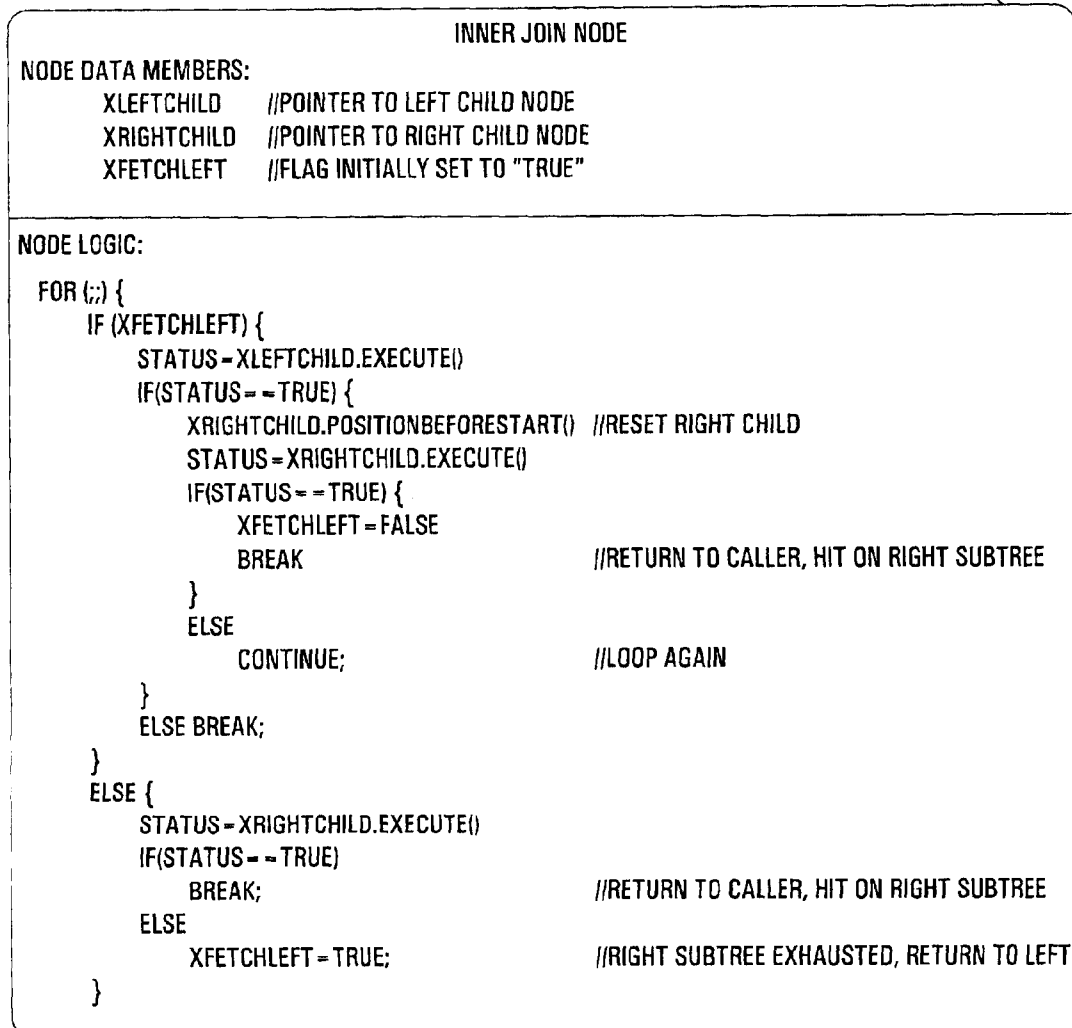 INNER JOIN NODE
NODE DATA MEMBERS:
XLEFTCHILD //POINTER TO LEFT CHILD NODE
XRIGHTCHILD //POINTER TO RIGHT CHILD NODE
XFETCHLEFT //FLAG INITIALLY SET TO "TRUE"
NODE LOGIC:
FOR (;;) {
IF (XFETCHLEFT) {
STATUS=XLEFTCHILD.EXECUTE()
IF(STATUS==TRUE) {
XRIGHTCHILD.POSITIONBEFORESTART() //RESET RIGHT CHILD
STATUS=XRIGHTCHILD.EXECUTE()
IF(STATUS==TRUE) {
XFETCHLEFT=FALSE
BREAK //RETURN TO CALLER, HIT ON RIGHT SUBTREE
}
ELSE
CONTINUE; //LOOP AGAIN
}
ELSE BREAK;
}
ELSE {
STATUS=XRIGHTCHILD.EXECUTE()
IF(STATUS==TRUE)
BREAK; //RETURN TO CALLER, HIT ON RIGHT SUBTREE
ELSE
XFETCHLEFT=TRUE; //RIGHT SUBTREE EXHAUSTED, RETURN TO LEFT
}